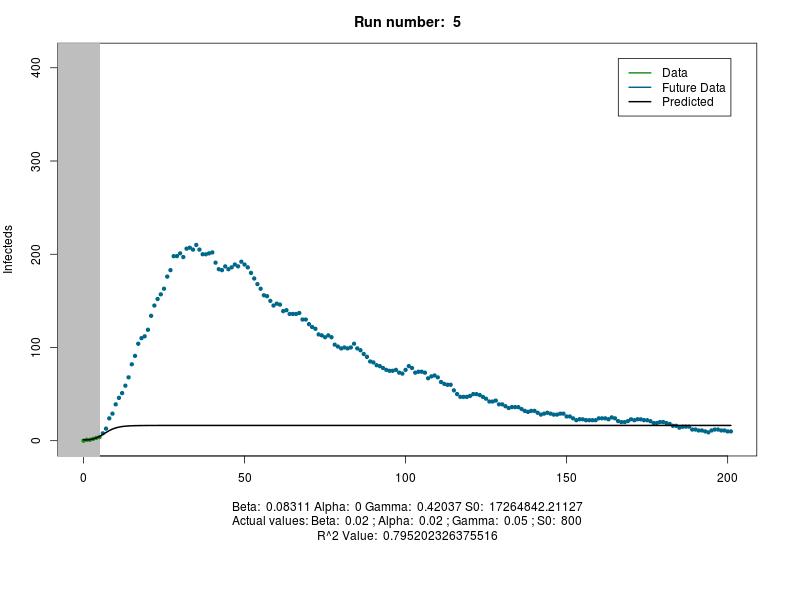 Run number: 5
Data
Future Data
Predicted
Infecteds
400
300
200
100
0
0 50 100 150 200
Beta: 0.08311 Alpha: 0 Gamma: 0.42037 S0: 17264842.21127
Actual values: Beta: 0.02 ; Alpha: 0.02 ; Gamma: 0.05 ; S0: 800
R^2 Value: 0.795202326375516